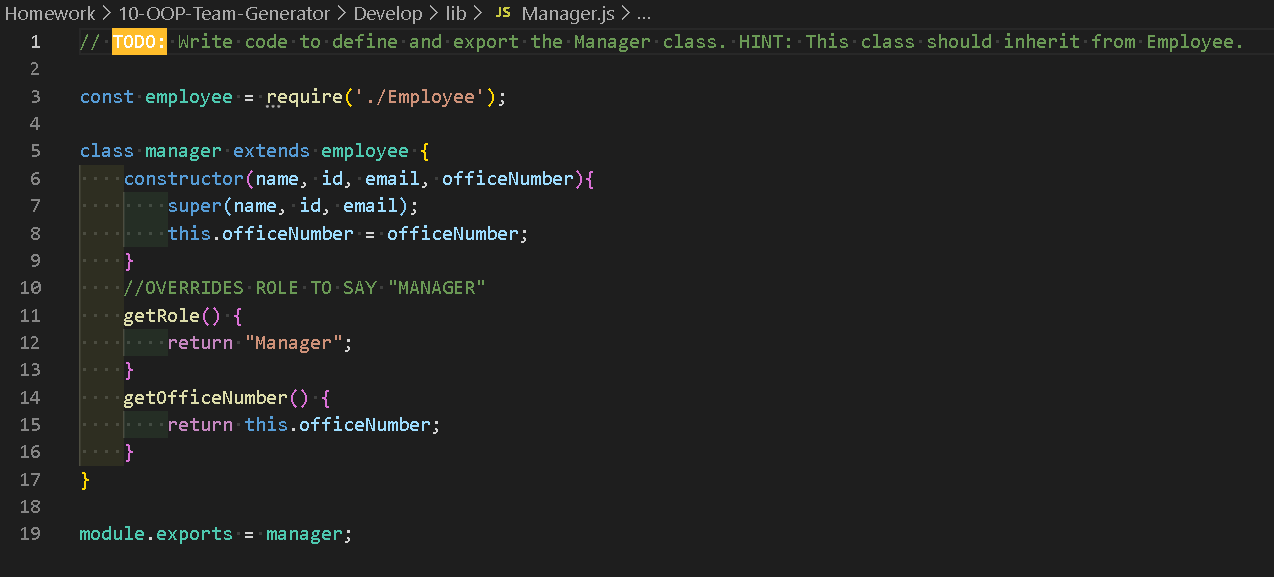 Homework > 10-OOP-Team-Generator > Develop > lib > JS Manager.js > ...
1 // TODO: Write code to define and export the Manager class. HINT: This class should inherit from Employee.
2
3 const employee = require('./Employee');
4
5 class manager extends employee {
6     constructor(name, id, email, officeNumber){
7         super(name, id, email);
8         this.officeNumber = officeNumber;
9     }
10     //OVERRIDES ROLE TO SAY "MANAGER"
11     getRole() {
12         return "Manager";
13     }
14     getOfficeNumber() {
15         return this.officeNumber;
16     }
17 }
18
19 module.exports = manager;